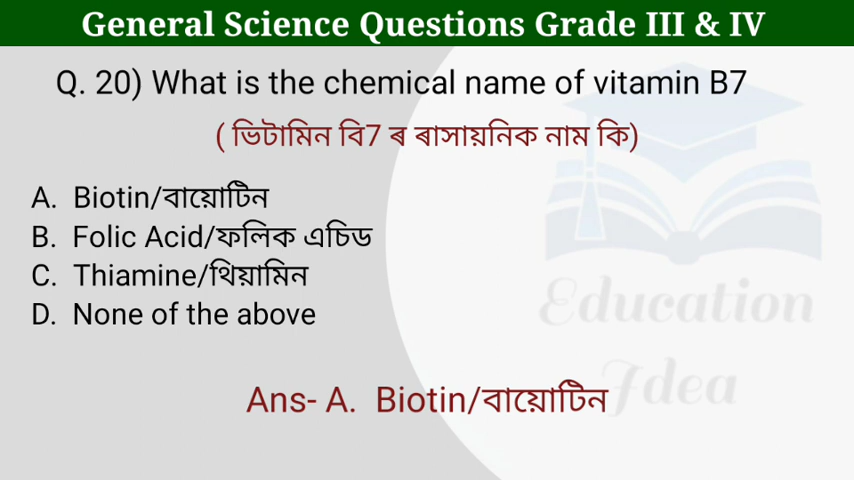 General Science Questions Grade III & IV
Q. 20) What is the chemical name of vitamin B7
( ভিটামিন বি7 ৰ ৰাসায়নিক নাম কি)
A. Biotin/বায়োটিন
B. Folic Acid/ফলিক এচিড
C. Thiamine/থিয়ামিন
D. None of the above
Education
Idea
Ans- A. Biotin/বায়োটিন